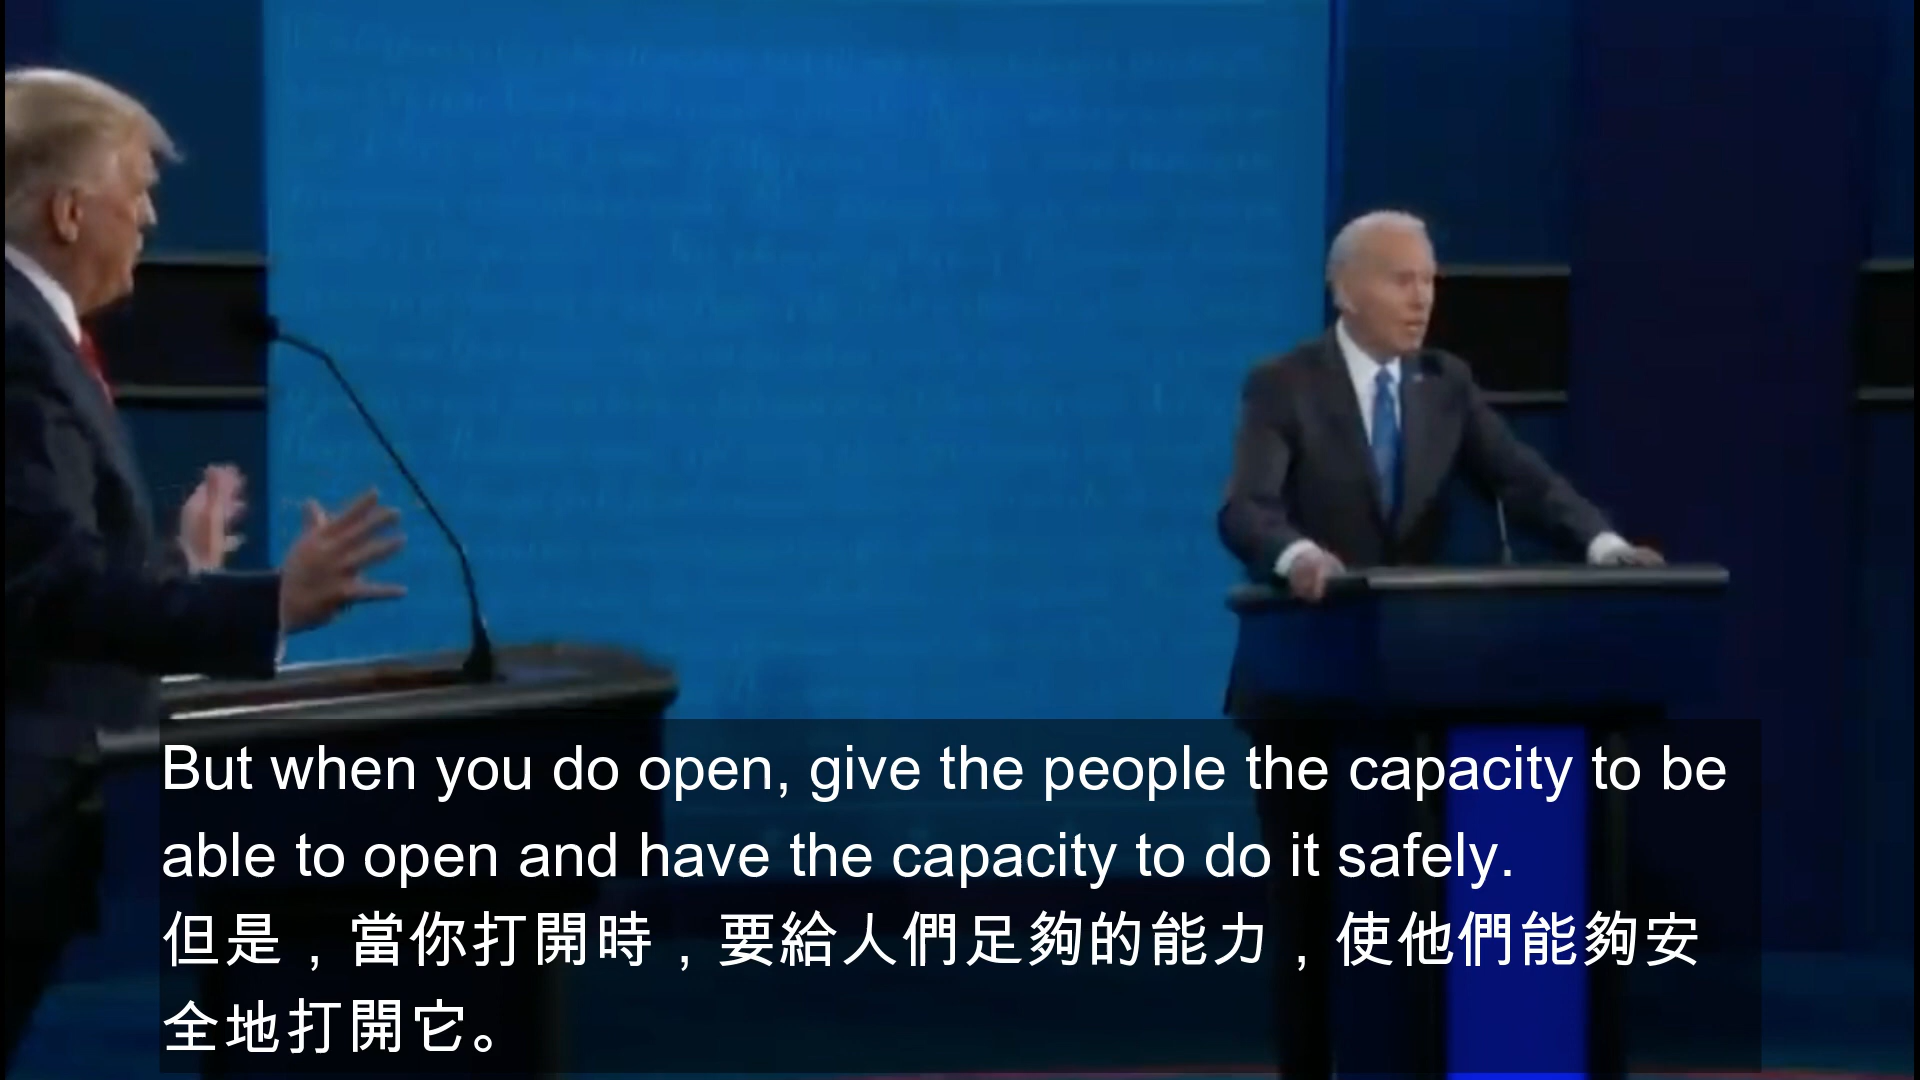 But when you do open, give the people the capacity to be
able to open and have the capacity to do it safely.
但是，當你打開時，要給人們足夠的能力，使他們能夠安
全地打開它。